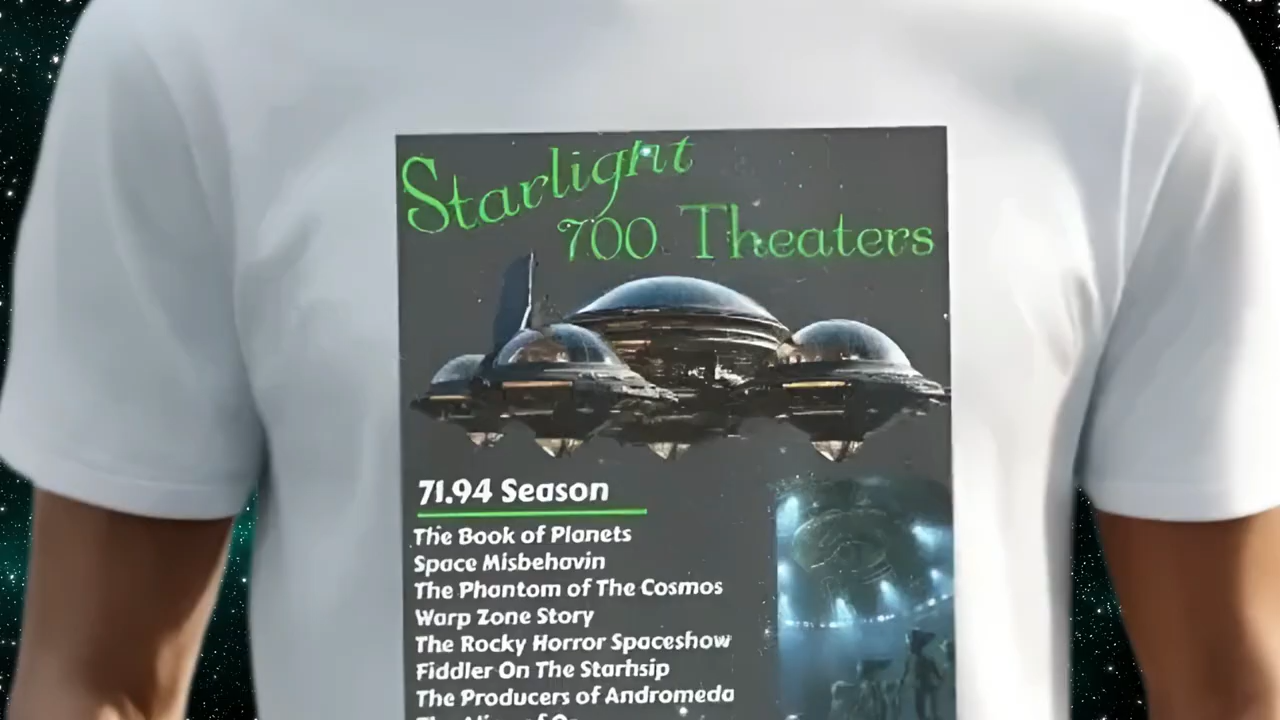 Starlight
700 Theaters
71.94 Season
The Book of Planets
Space Misbehavin
The Phantom of The Cosmos
Warp Zone Story
The Rocky Horror Spaceshow
Fiddler On The Starhsip
The Producers of Andromeda